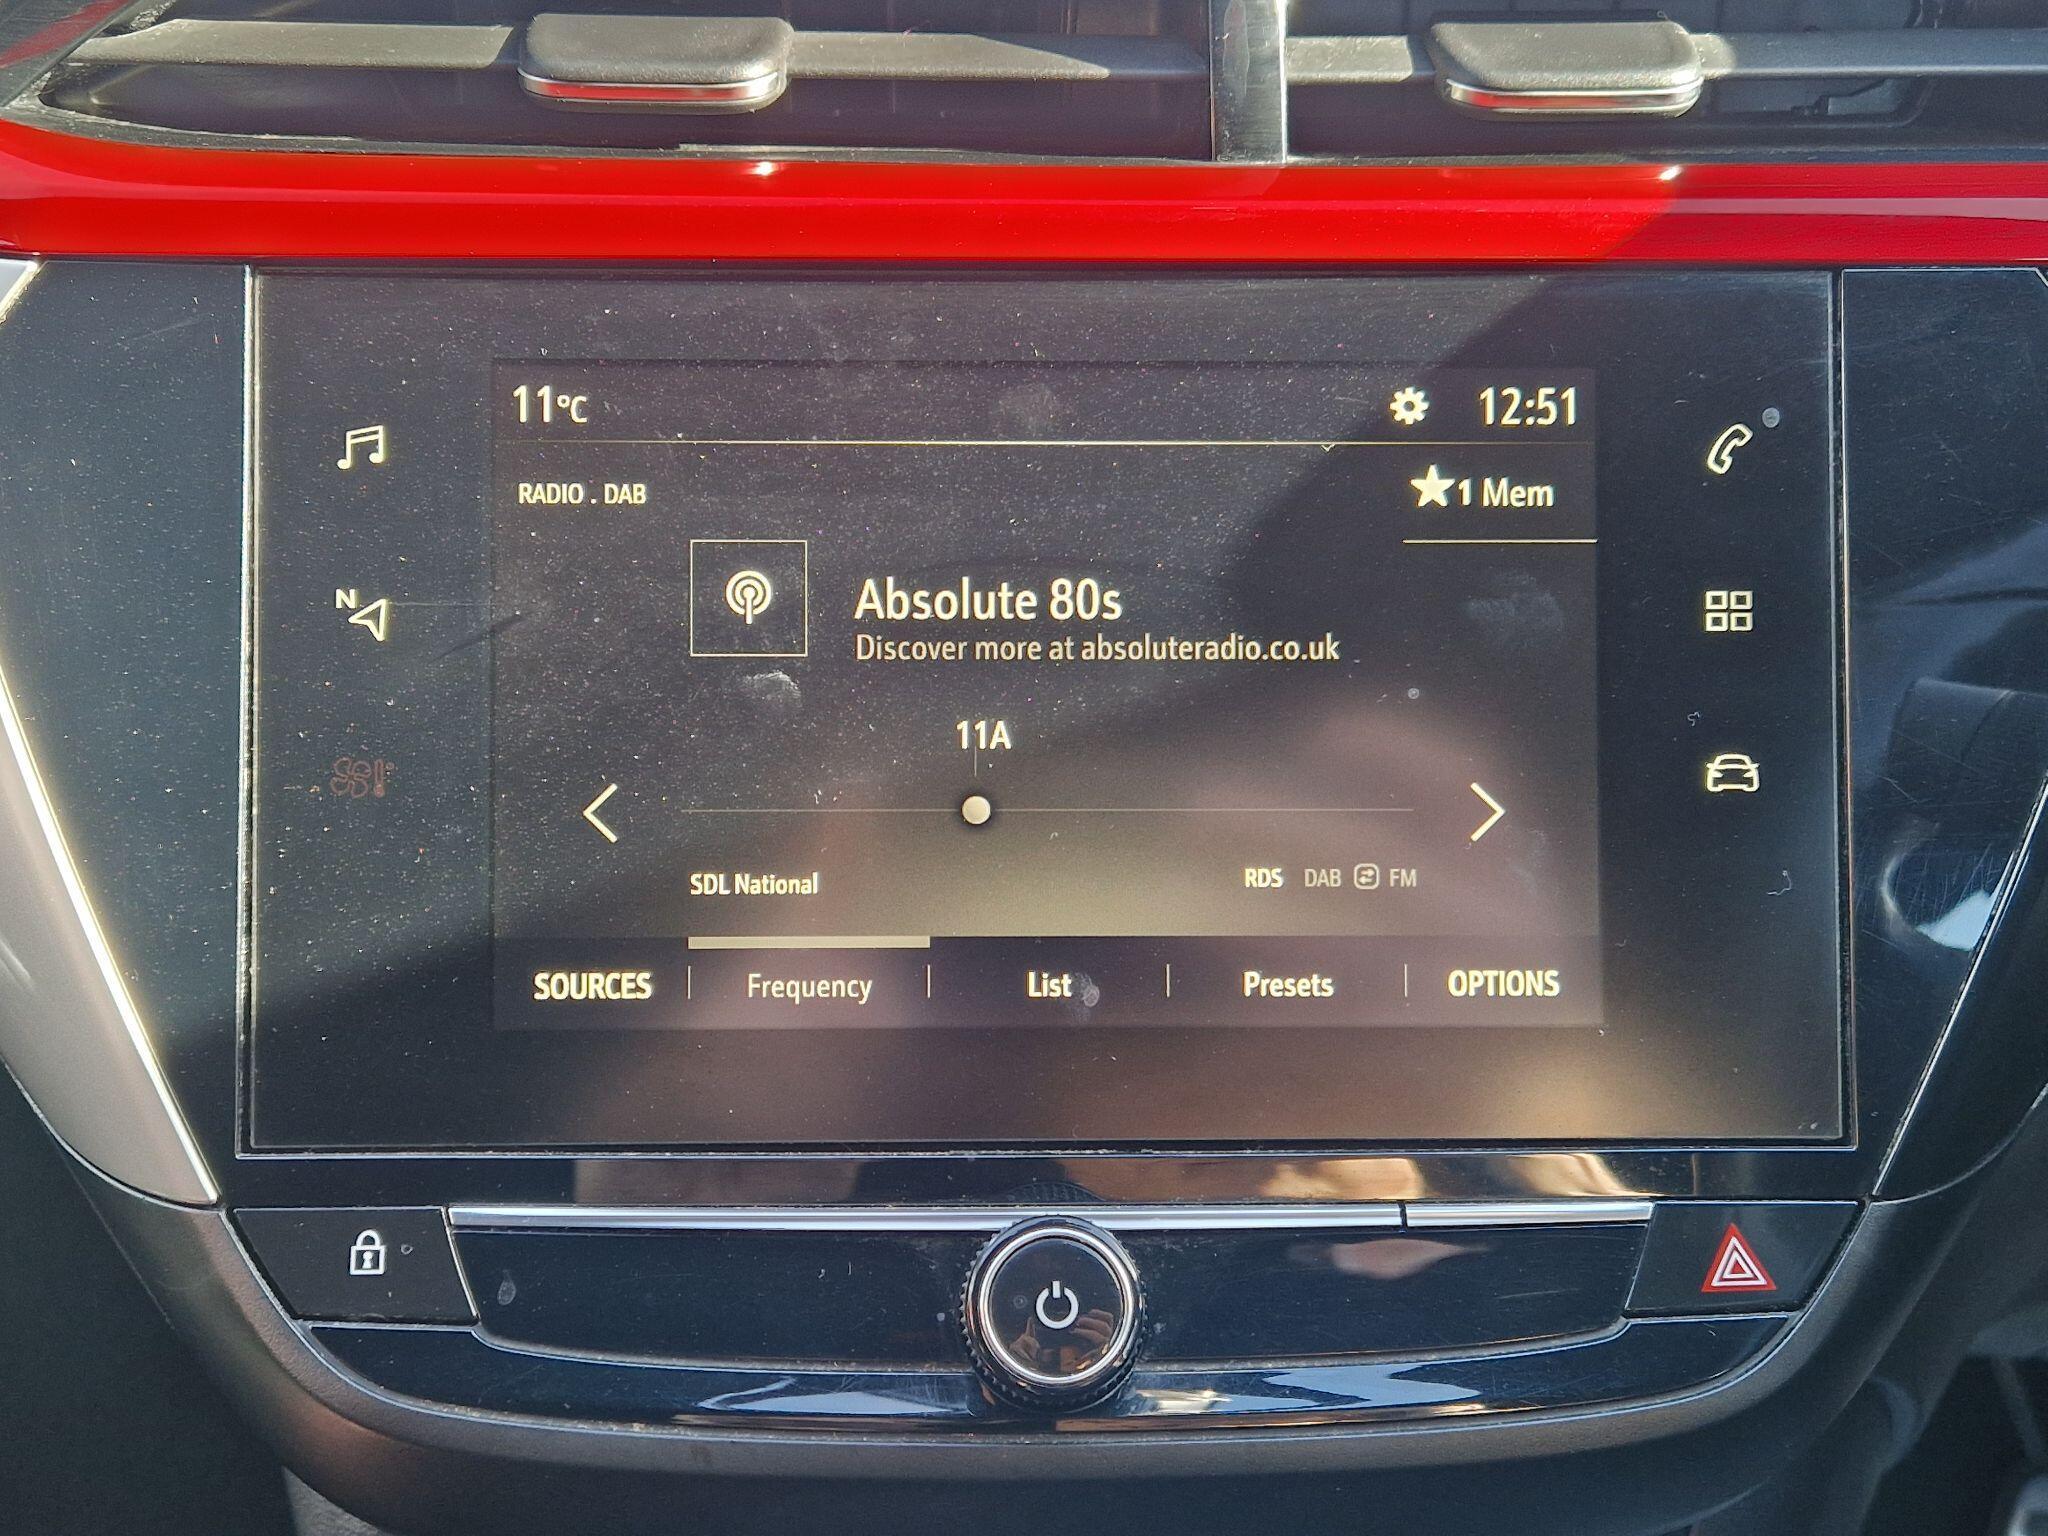 11°C 12:51
RADIO . DAB ★1 Mem
N
Absolute 80s
Discover more at absoluteradio.co.uk
11A
SDL National RDS DAB FM
SOURCES Frequency List Presets OPTIONS